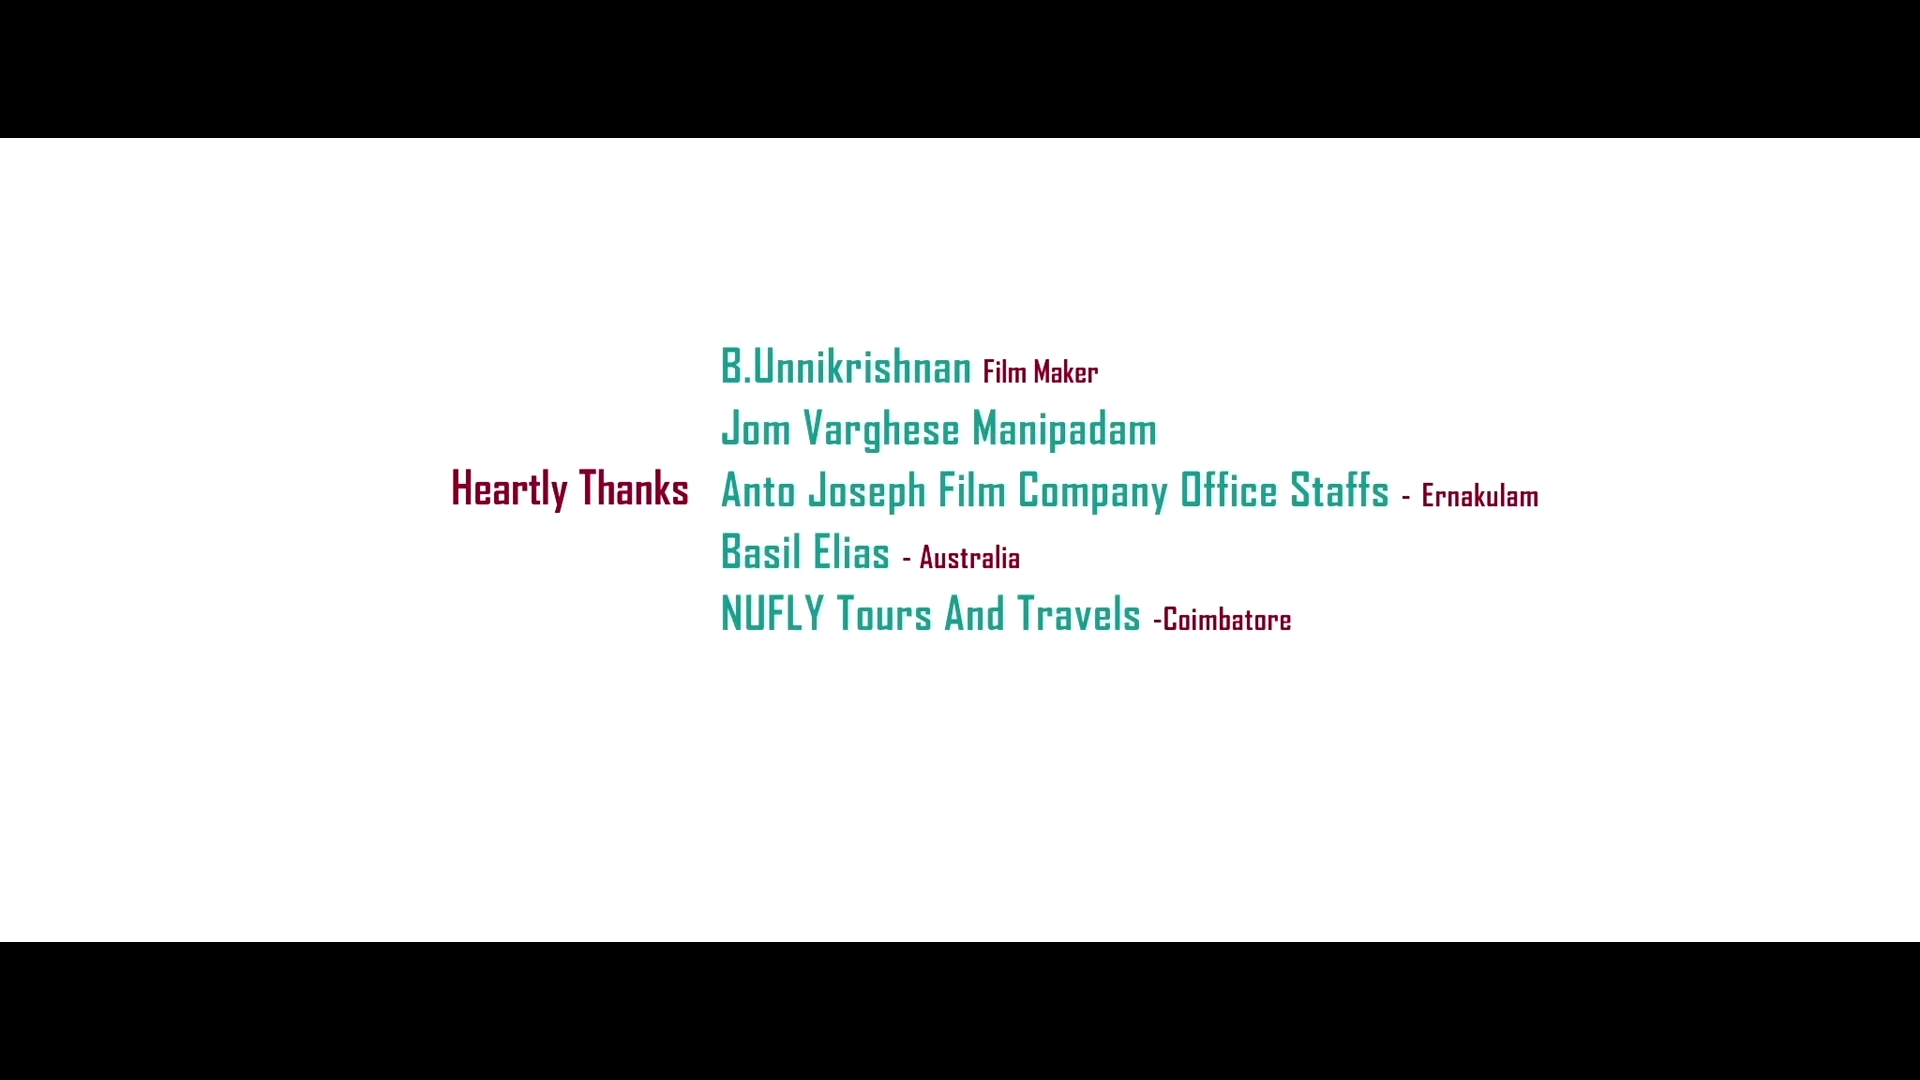 B.Unnikrishnan Film Maker
Jom Varghese Manipadam
Heartly Thanks Anto Joseph Film Company Office Staffs - Ernakulam
Basil Elias - Australia
NUFLY Tours And Travels -Coimbatore